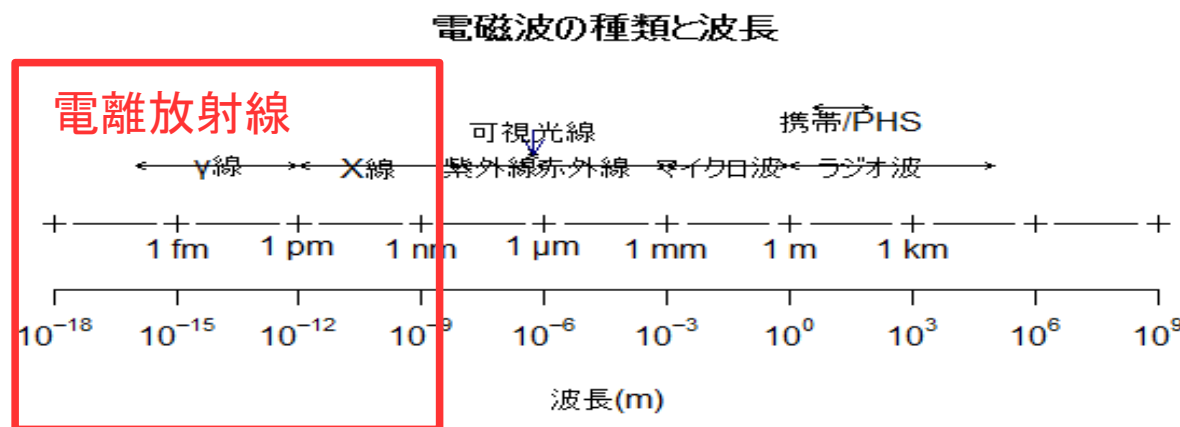 電磁波の種類と波長
電離放射線
携帯/PHS
可視光線
γ線 X線 紫外線赤外線 マイクロ波 ラジオ波
1 fm 1 pm 1 nm 1 μm 1 mm 1 m 1 km
10⁻¹⁸ 10⁻¹⁵ 10⁻¹² 10⁻⁹ 10⁻⁶ 10⁻³ 10⁰ 10³ 10⁶ 10⁹
波長(m)